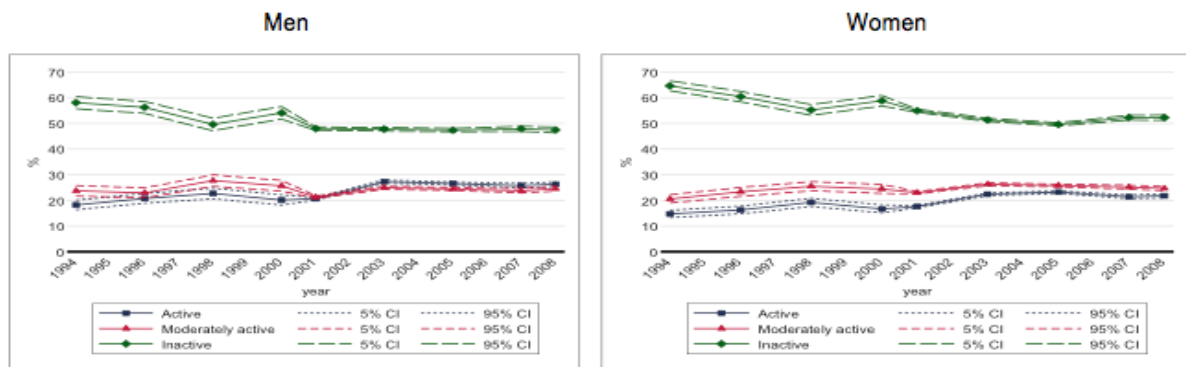 Men
70
60
50
40
30
20
10
0
%
1994 1995 1996 1997 1998 1999 2000 2001 2002 2003 2004 2005 2006 2007 2008
year
Active 5% CI 95% CI
Moderately active 5% CI 95% CI
Inactive 5% CI 95% CI
Women
70
60
50
40
30
20
10
0
%
1994 1995 1996 1997 1998 1999 2000 2001 2002 2003 2004 2005 2006 2007 2008
year
Active 5% CI 95% CI
Moderately active 5% CI 95% CI
Inactive 5% CI 95% CI